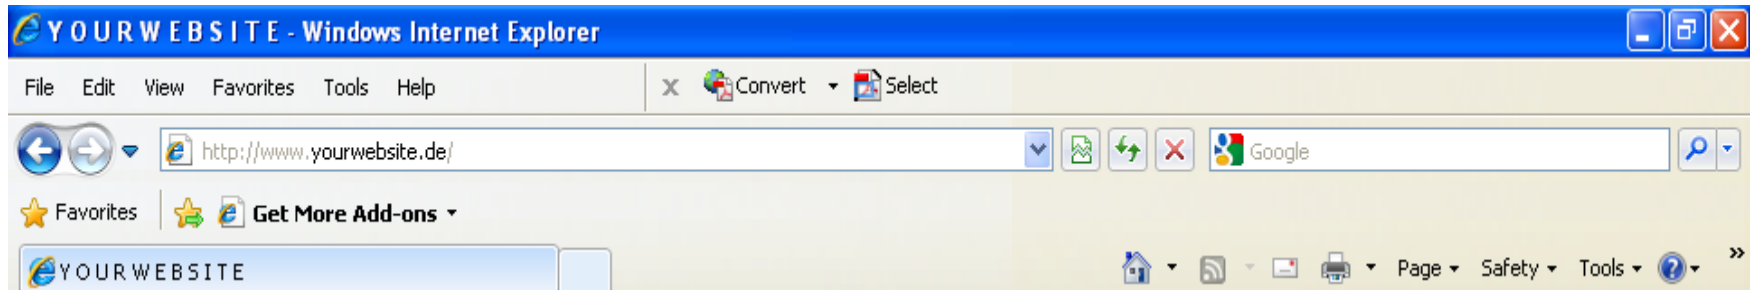 Y O U R W E B S I T E - Windows Internet Explorer
File Edit View Favorites Tools Help x Convert Select
http://www.yourwebsite.de/ Google
Favorites Get More Add-ons
Y O U R W E B S I T E Page Safety Tools »